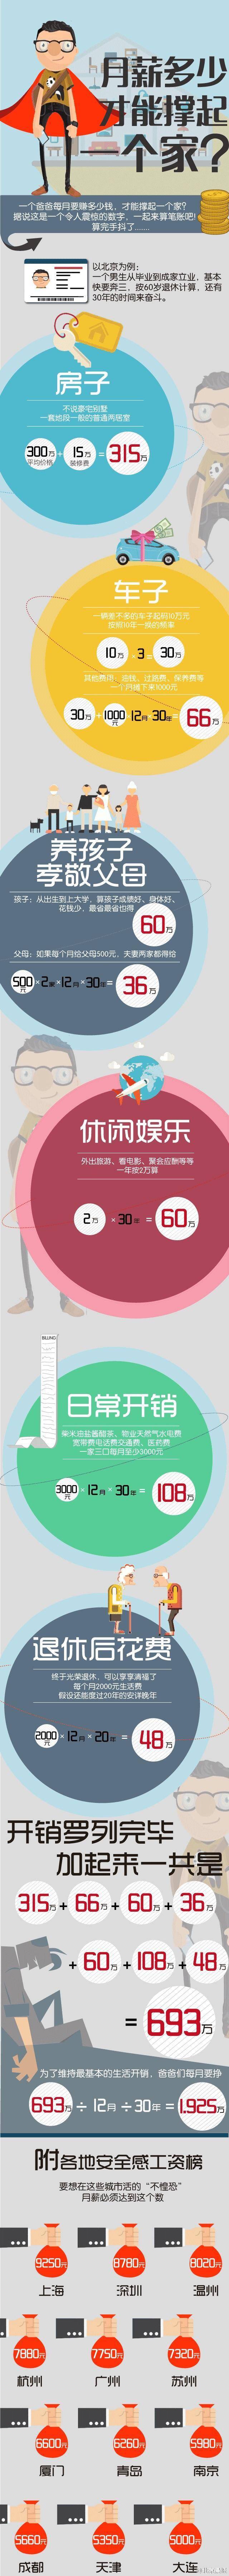 月薪多少
才能撑起
个家?
一个爸爸每月要赚多少钱，才能撑起一个家?
据说这是一个令人震惊的数字，一起来算笔账吧!
算完手抖了......
以北京为例：
一个男生从毕业到成家立业，基本
快要奔三，按60岁退休计算，还有
30年的时间来奋斗。
房子
不说豪宅别墅
一套地段一般的普通两居室
300万 + 15万 = 315万
平均价格 装修费
车子
一辆差不多的车子起码10万元
按照10年一换的频率
10万 3 = 30万
其他费用，油钱、过路费、保养费等
一个月难下来1000元
30万 1000元 12月 30年 = 66万
养孩子
孝敬父母
孩子：从出生到上大学，算孩子成绩好、身体好、
花钱少，最省最省也得
60万
父母：如果每个月给父母500元，夫妻两家都得给
500元 × 2家 × 12月 × 30年 = 36万
休闲娱乐
外出旅游、看电影、聚会应酬等等
一年按2万算
2万 × 30年 = 60万
BILLING
日常开销
柴米油盐酱醋茶、物业天然气水电费
宽带费电话费交通费、医药费
一家三口每月至少3000元
3000元 × 12月 × 30年 = 108万
退休后花费
终于光荣退休，可以享享清福了
每个月2000元生活费
假设还能度过20年的安详晚年
2000元 × 12月 × 20年 = 48万
开销罗列完毕
加起来一共是
315万 + 66万 + 60万 + 36万
+ 60万 + 108万 + 48万
= 693万
为了维持最基本的生活开销，爸爸们每月要挣
693万 ÷ 12月 ÷ 30年 = 1.925万
附各地安全感工资榜
要想在这些城市活的“不惶恐”
月薪必须达到这个数
9250元 8780元 8020元
上海 深圳 温州
7880元 7750元 7320元
杭州 广州 苏州
6600元 6260元 5980元
厦门 青岛 南京
5660元 5350元 5000元
成都 天津 大连